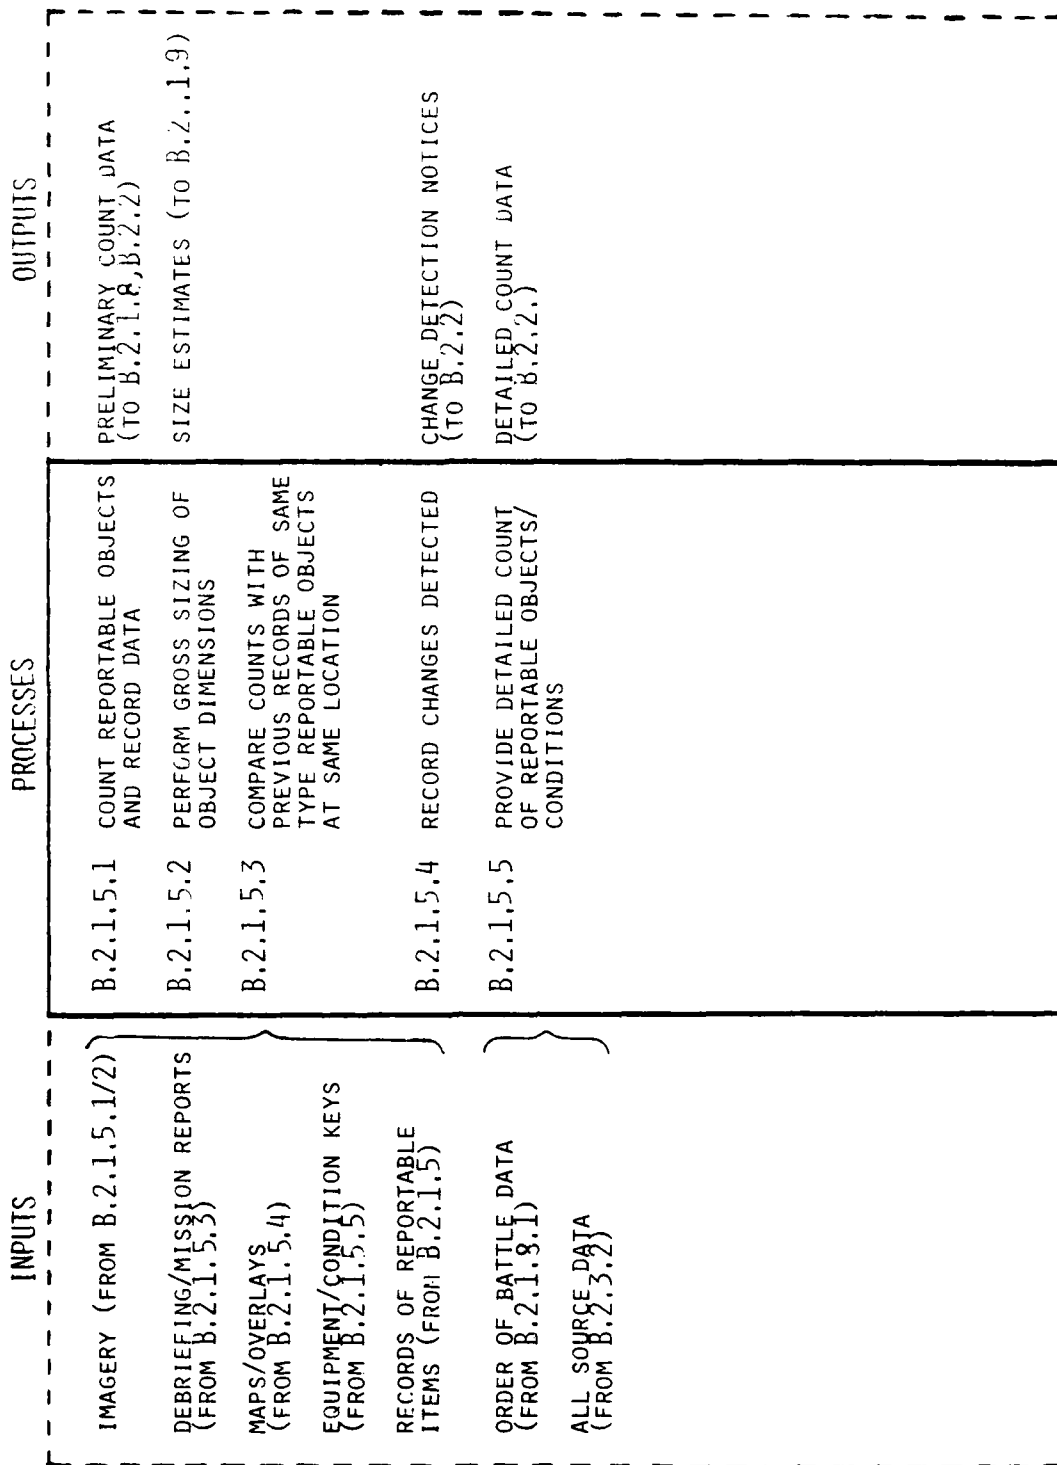 INPUTS
IMAGERY (FROM B.2.1.5.1/2)
DEBRIEFING/MISSION REPORTS
(FROM B.2.1.5.3)
MAPS/OVERLAYS
(FROM B.2.1.5.4)
EQUIPMENT/CONDITION KEYS
(FROM B.2.1.5.5)
RECORDS OF REPORTABLE
ITEMS (FROM B.2.1.5)
ORDER OF BATTLE DATA
(FROM B.2.1.8.1)
ALL SOURCE DATA
(FROM B.2.3.2)
PROCESSES
B.2.1.5.1 COUNT REPORTABLE OBJECTS
AND RECORD DATA
B.2.1.5.2 PERFORM GROSS SIZING OF
OBJECT DIMENSIONS
B.2.1.5.3 COMPARE COUNTS WITH
PREVIOUS RECORDS OF SAME
TYPE REPORTABLE OBJECTS
AT SAME LOCATION
B.2.1.5.4 RECORD CHANGES DETECTED
B.2.1.5.5 PROVIDE DETAILED COUNT
OF REPORTABLE OBJECTS/
CONDITIONS
OUTPUTS
PRELIMINARY COUNT DATA
(TO B.2.1.8,B.2.2)
SIZE ESTIMATES (TO B.2..1.9)
CHANGE DETECTION NOTICES
(TO B.2.2)
DETAILED COUNT DATA
(TO B.2.2.)